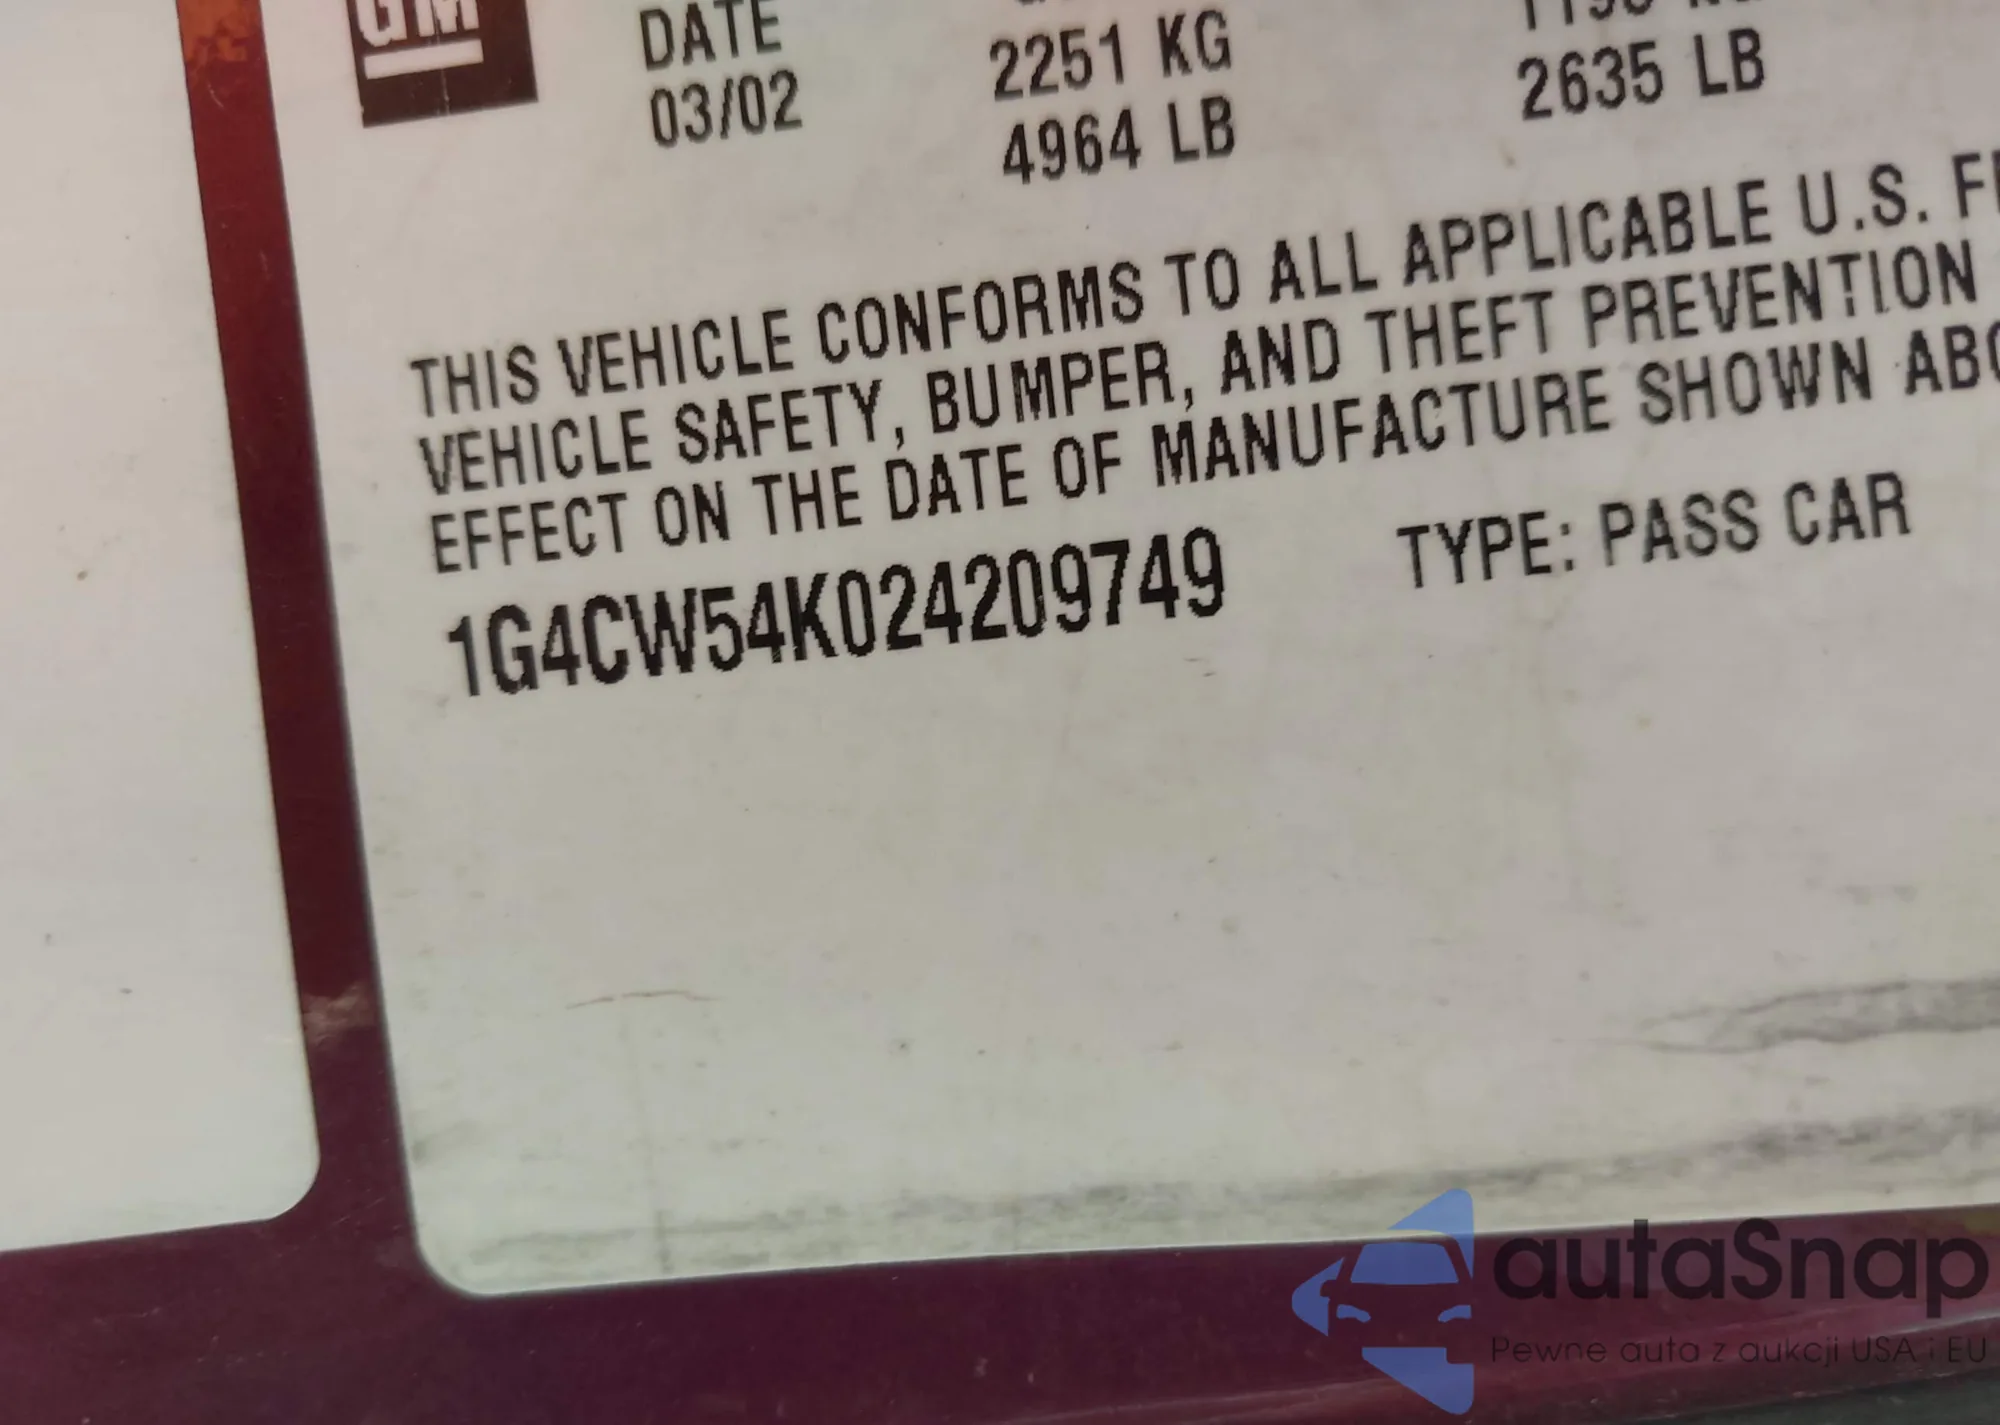 GM
DATE
03/02
2251 KG
4964 LB
2635 LB
THIS VEHICLE CONFORMS TO ALL APPLICABLE U.S.
VEHICLE SAFETY, BUMPER, AND THEFT PREVENTION
EFFECT ON THE DATE OF MANUFACTURE SHOWN
1G4CW54K024209749
TYPE: PASS CAR
autaSnap
Pewne auta z aukcji USA i EU